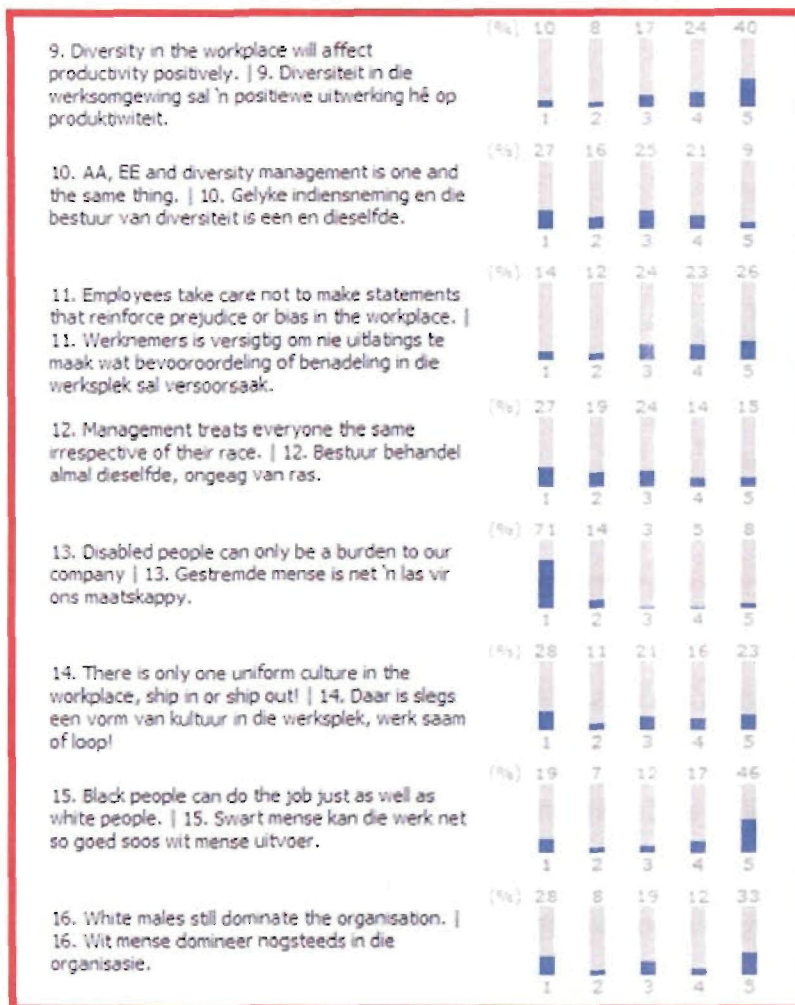 (%) 10 8 17 24 40
9. Diversity in the workplace will affect
productivity positively. | 9. Diversiteit in die
werksomgewing sal 'n positiewe uitwerking hê op
produktiwiteit.
1 2 3 4 5
(%) 27 16 25 21 9
10. AA, EE and diversity management is one and
the same thing. | 10. Gelyke indiensneming en die
bestuur van diversiteit is een en dieselfde.
1 2 3 4 5
(%) 14 12 24 23 26
11. Employees take care not to make statements
that reinforce prejudice or bias in the workplace. |
11. Werknemers is versigtig om nie uitlatings te
maak wat bevooroordeling of benadeling in die
werksplek sal versoorsaak.
1 2 3 4 5
(%) 27 19 24 14 15
12. Management treats everyone the same
irrespective of their race. | 12. Bestuur behandel
almal dieselfde, ongeag van ras.
1 2 3 4 5
(%) 71 14 3 5 8
13. Disabled people can only be a burden to our
company | 13. Gestremde mense is net 'n las vir
ons maatskappy.
1 2 3 4 5
(%) 28 11 21 16 23
14. There is only one uniform culture in the
workplace, ship in or ship out! | 14. Daar is slegs
een vorm van kultuur in die werksplek, werk saam
of loop!
1 2 3 4 5
(%) 19 7 12 17 46
15. Black people can do the job just as well as
white people. | 15. Swart mense kan die werk net
so goed soos wit mense uitvoer.
1 2 3 4 5
(%) 28 8 19 12 33
16. White males still dominate the organisation. |
16. Wit mense domineer nogsteeds in die
organisasie.
1 2 3 4 5